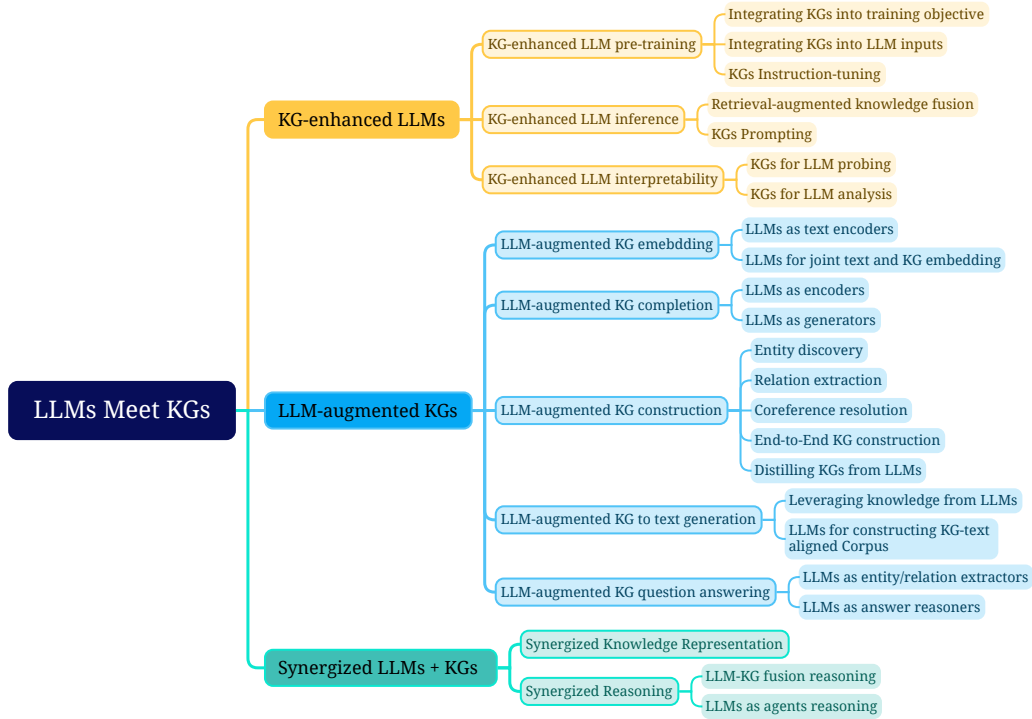 LLMs Meet KGs
KG-enhanced LLMs
KG-enhanced LLM pre-training
Integrating KGs into training objective
Integrating KGs into LLM inputs
KGs Instruction-tuning
KG-enhanced LLM inference
Retrieval-augmented knowledge fusion
KGs Prompting
KG-enhanced LLM interpretability
KGs for LLM probing
KGs for LLM analysis
LLM-augmented KGs
LLM-augmented KG emebdding
LLMs as text encoders
LLMs for joint text and KG embedding
LLM-augmented KG completion
LLMs as encoders
LLMs as generators
LLM-augmented KG construction
Entity discovery
Relation extraction
Coreference resolution
End-to-End KG construction
Distilling KGs from LLMs
LLM-augmented KG to text generation
Leveraging knowledge from LLMs
LLMs for constructing KG-text
aligned Corpus
LLM-augmented KG question answering
LLMs as entity/relation extractors
LLMs as answer reasoners
Synergized LLMs + KGs
Synergized Knowledge Representation
Synergized Reasoning
LLM-KG fusion reasoning
LLMs as agents reasoning